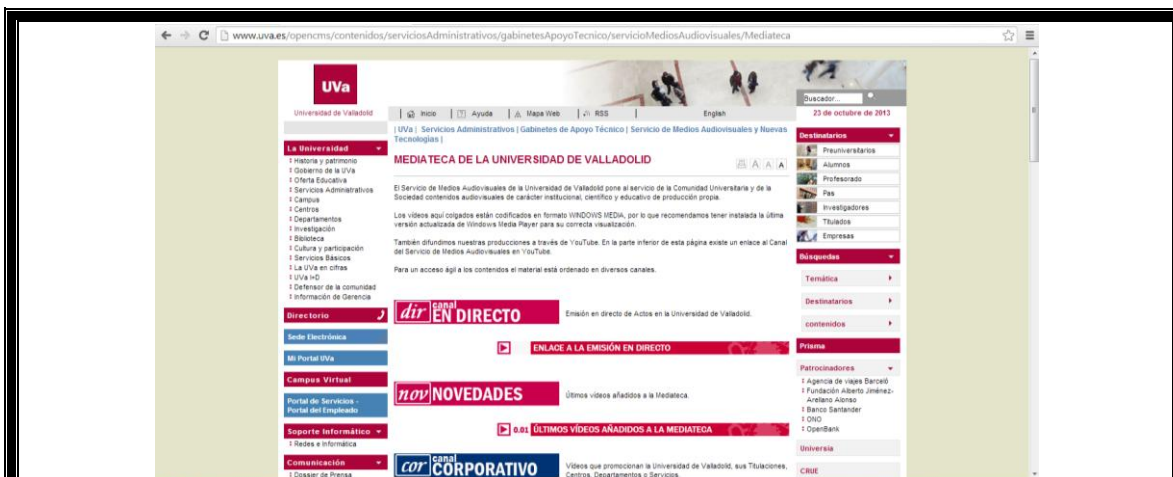 www.uva.es/opencms/contenidos/serviciosAdministrativos/gabinetesApoyoTecnico/servicioMediosAudiovisuales/Mediateca
UVa
Universidad de Valladolid
Inicio
Ayuda
Mapa Web
RSS
English
Buscador...
23 de octubre de 2013
| UVa | Servicios Administrativos | Gabinetes de Apoyo Técnico | Servicio de Medios Audiovisuales y Nuevas
Tecnologías |
La Universidad
Historia y patrimonio
Gobierno de la UVa
Oferta Educativa
Servicios Administrativos
Campus
Centros
Departamentos
Investigación
Biblioteca
Cultura y participación
Servicios Básicos
La UVa en cifras
UVa I+D
Defensor de la comunidad
Información de Gerencia
Directorio
Sede Electrónica
Mi Portal UVa
Campus Virtual
Portal de Servicios -
Portal del Empleado
Soporte Informático
Redes e Informática
Comunicación
Dossier de Prensa
MEDIATECA DE LA UNIVERSIDAD DE VALLADOLID
A A A
El Servicio de Medios Audiovisuales de la Universidad de Valladolid pone al servicio de la Comunidad Universitaria y de la
Sociedad contenidos audiovisuales de carácter institucional, científico y educativo de producción propia.
Los vídeos aquí colgados están codificados en formato WINDOWS MEDIA, por lo que recomendamos tener instalada la última
versión actualizada de Windows Media Player para su correcta visualización.
También difundimos nuestras producciones a través de YouTube. En la parte inferior de esta página existe un enlace al Canal
del Servicio de Medios Audiovisuales en YouTube.
Para un acceso ágil a los contenidos el material está ordenado en diversos canales.
dir canal EN DIRECTO
Emisión en directo de Actos en la Universidad de Valladolid.
ENLACE A LA EMISIÓN EN DIRECTO
nov NOVEDADES
Últimos vídeos añadidos a la Mediateca.
0.01 ÚLTIMOS VÍDEOS AÑADIDOS A LA MEDIATECA
cor canal CORPORATIVO
Vídeos que promocionan la Universidad de Valladolid, sus Titulaciones,
Centros, Departamentos o Servicios.
Destinatarios
Preuniversitarios
Alumnos
Profesorado
Pas
Investigadores
Titulados
Empresas
Búsquedas
Temática
Destinatarios
contenidos
Prisma
Patrocinadores
Agencia de viajes Barceló
Fundación Alberto Jiménez-
Arellano Alonso
Banco Santander
ONO
OpenBank
Universia
CRUE